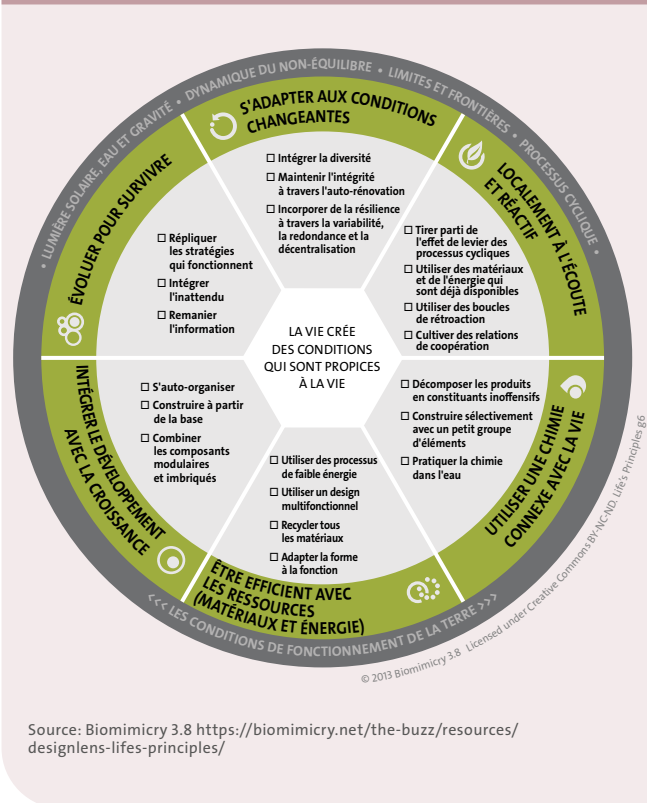 • LUMIÈRE SOLAIRE, EAU ET GRAVITÉ • DYNAMIQUE DU NON-ÉQUILIBRE • LIMITES ET FRONTIÈRES • PROCESSUS CYCLIQUE •
S'ADAPTER AUX CONDITIONS
CHANGEANTES
☐ Intégrer la diversité
☐ Maintenir l'intégrité
à travers l'auto-rénovation
☐ Incorporer de la résilience
à travers la variabilité,
la redondance et la
décentralisation
LOCALEMENT À L'ÉCOUTE
ET RÉACTIF
☐ Tirer parti de
l'effet de levier des
processus cycliques
☐ Utiliser des matériaux
et de l'énergie qui
sont déjà disponibles
☐ Utiliser des boucles
de rétroaction
☐ Cultiver des relations
de coopération
UTILISER UNE CHIMIE
CONNEXE AVEC LA VIE
☐ Décomposer les produits
en constituants inoffensifs
☐ Construire sélectivement
avec un petit groupe
d'éléments
☐ Pratiquer la chimie
dans l'eau
ÊTRE EFFICIENT AVEC
LES RESSOURCES
(MATÉRIAUX ET ÉNERGIE)
☐ Utiliser des processus
de faible énergie
☐ Utiliser un design
multifonctionnel
☐ Recycler tous
les matériaux
☐ Adapter la forme
à la fonction
INTÉGRER LE DÉVELOPPEMENT
AVEC LA CROISSANCE
☐ S'auto-organiser
☐ Construire à partir
de la base
☐ Combiner
les composants
modulaires
et imbriqués
ÉVOLUER POUR SURVIVRE
☐ Répliquer
les stratégies
qui fonctionnent
☐ Intégrer
l'inattendu
☐ Remanier
l'information
LA VIE CRÉE
DES CONDITIONS
QUI SONT PROPICES
À LA VIE
<<< LES CONDITIONS DE FONCTIONNEMENT DE LA TERRE >>>
© 2013 Biomimicry 3.8 Licensed under Creative Commons BY-NC-ND. Life's Principles g6
Source: Biomimicry 3.8 https://biomimicry.net/the-buzz/resources/
designlens-lifes-principles/